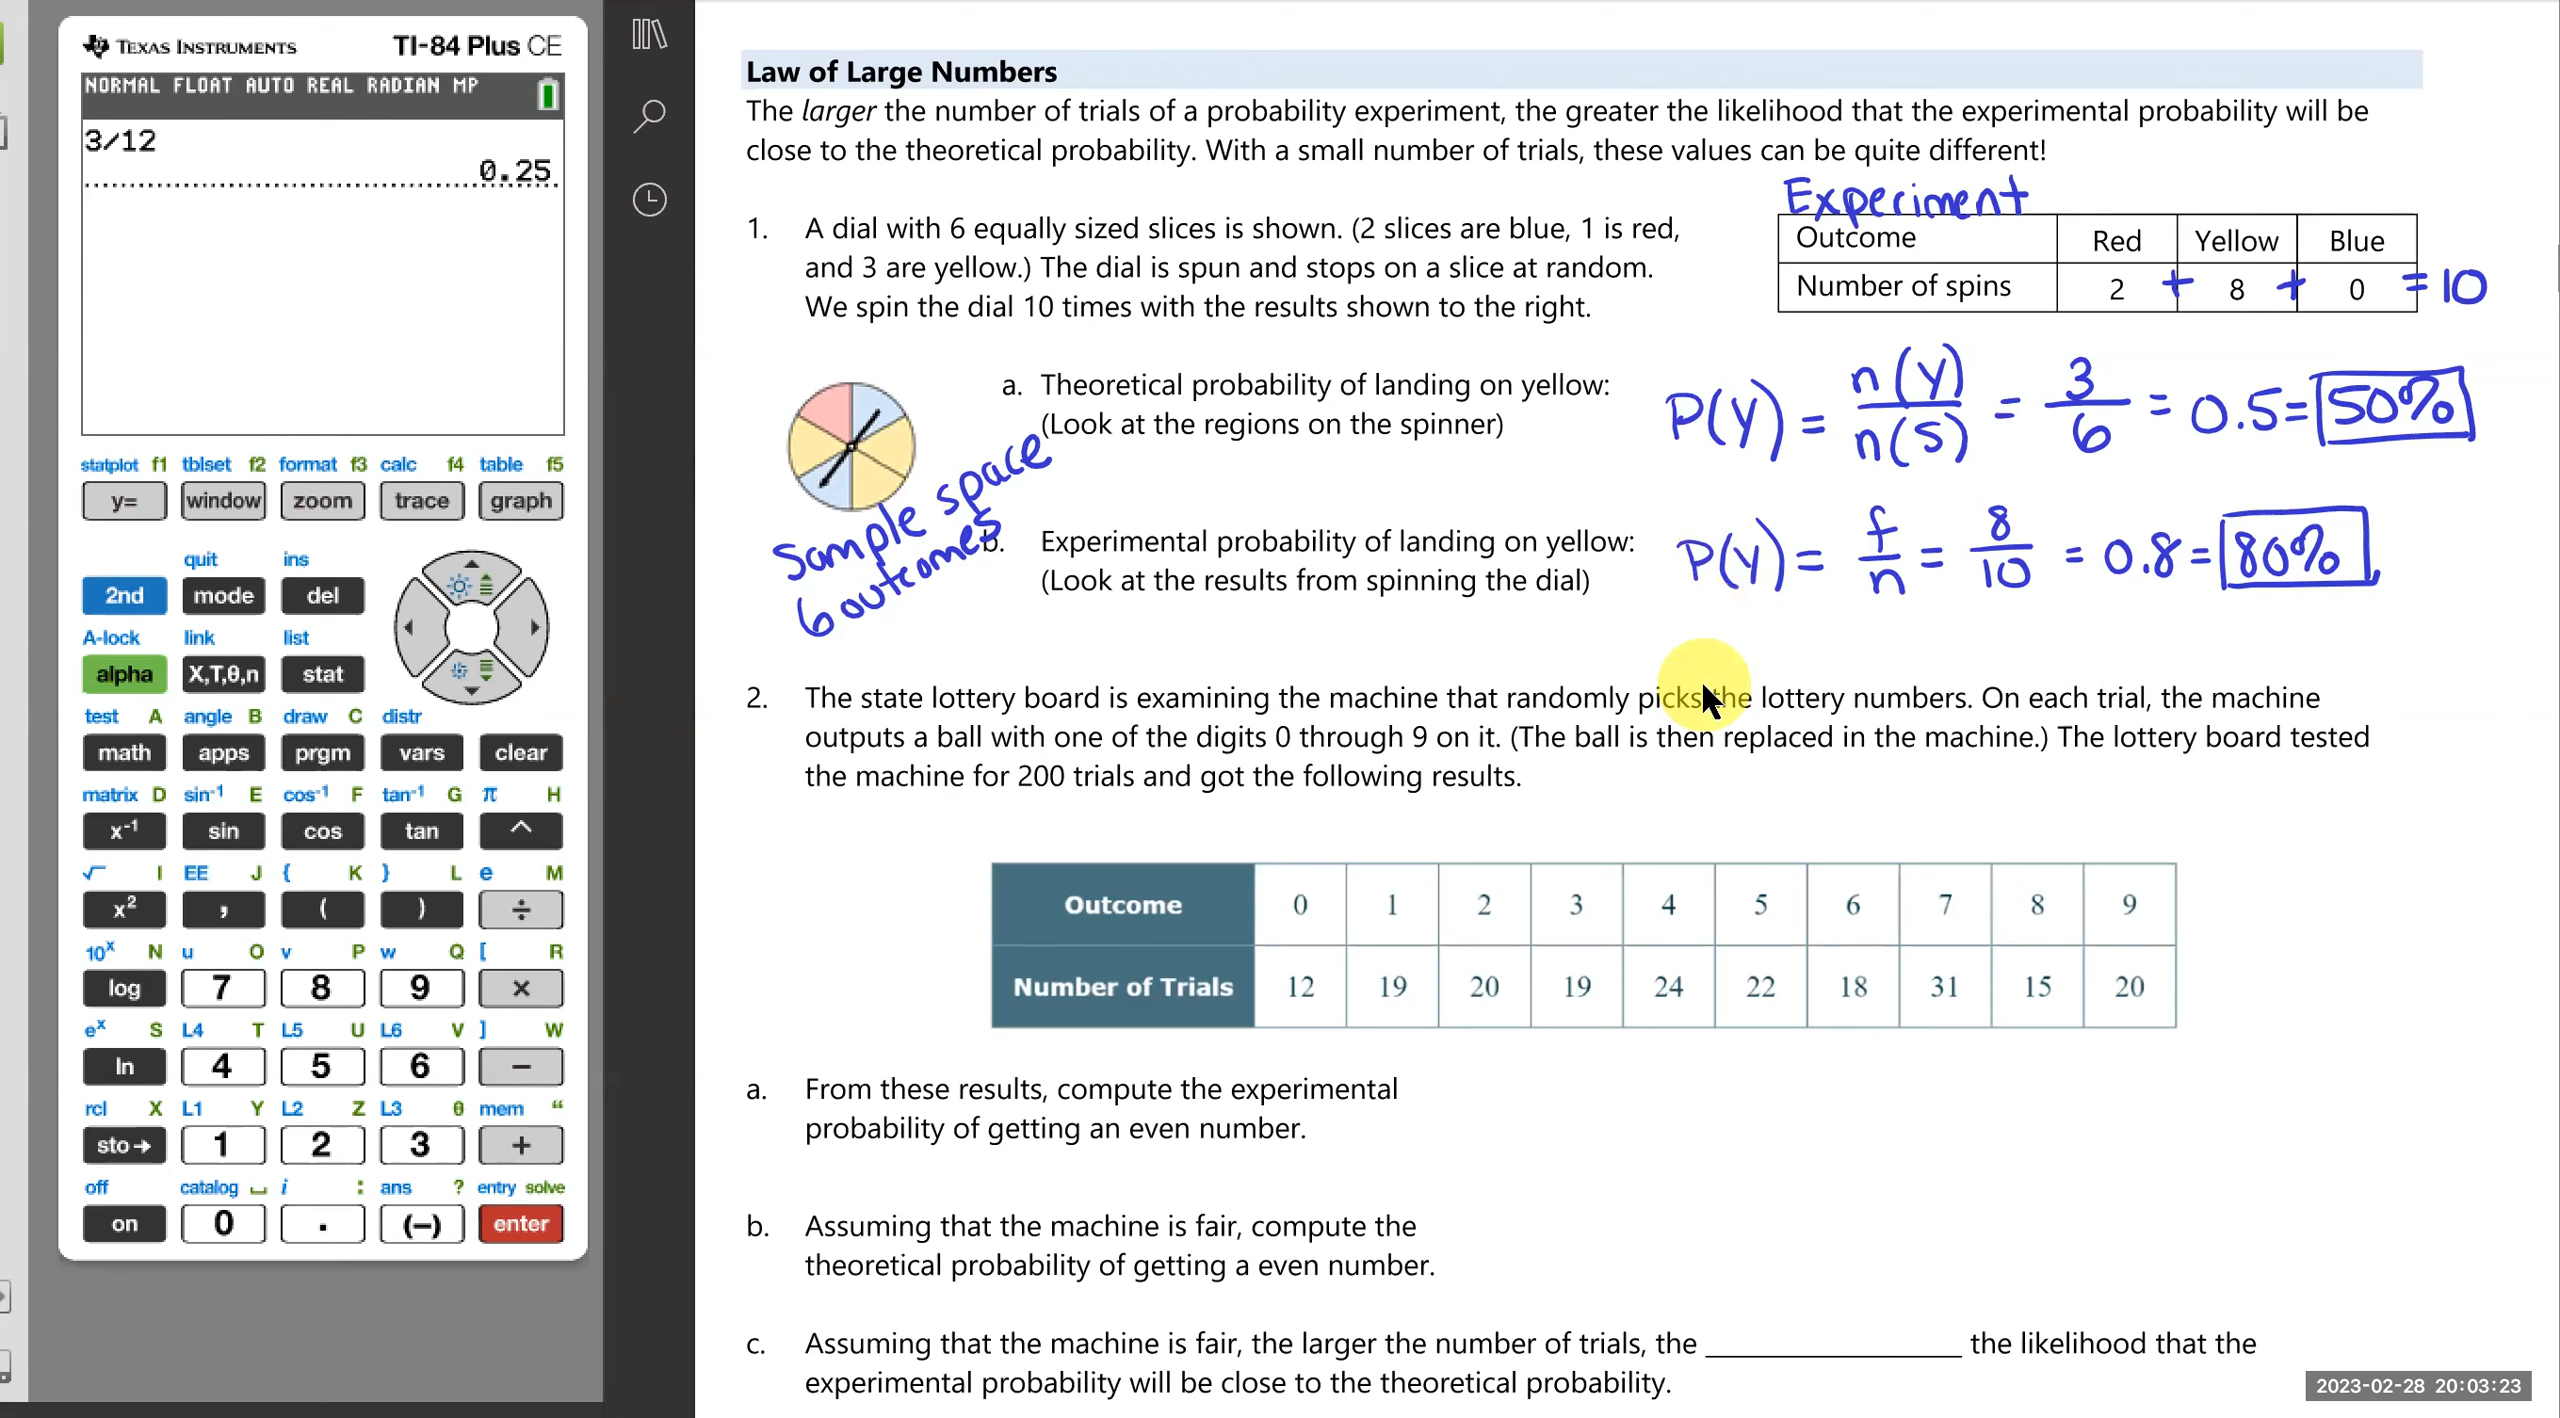 TEXAS INSTRUMENTS TI-84 Plus CE
NORMAL FLOAT AUTO REAL RADIAN MP
3/12
0.25
statplot f1 tblset f2 format f3 calc f4 table f5
y= window zoom trace graph
quit ins
2nd mode del
A-lock link list
alpha X,T,θ,n stat
test A angle B draw C distr
math apps prgm vars clear
matrix D sin⁻¹ E cos⁻¹ F tan⁻¹ G π H
x⁻¹ sin cos tan ^
√ I EE J { K } L e M
x² , ( ) ÷
10ˣ N u O v P w Q [ R
log 7 8 9 ×
eˣ S L4 T L5 U L6 V ] W
ln 4 5 6 −
rcl X L1 Y L2 Z L3 θ mem “
sto→ 1 2 3 +
off catalog ⎵ i : ans ? entry solve
on 0 . (−) enter
Law of Large Numbers
The larger the number of trials of a probability experiment, the greater the likelihood that the experimental probability will be
close to the theoretical probability. With a small number of trials, these values can be quite different!
1. A dial with 6 equally sized slices is shown. (2 slices are blue, 1 is red,
and 3 are yellow.) The dial is spun and stops on a slice at random.
We spin the dial 10 times with the results shown to the right.
Experiment
Outcome Red Yellow Blue
Number of spins 2 + 8 + 0 = 10
a. Theoretical probability of landing on yellow:
(Look at the regions on the spinner)
P(Y) = n(Y)/n(S) = 3/6 = 0.5 = 50%
Sample space
6 outcomes
b. Experimental probability of landing on yellow:
(Look at the results from spinning the dial)
P(Y) = f/n = 8/10 = 0.8 = 80%
2. The state lottery board is examining the machine that randomly picks the lottery numbers. On each trial, the machine
outputs a ball with one of the digits 0 through 9 on it. (The ball is then replaced in the machine.) The lottery board tested
the machine for 200 trials and got the following results.
Outcome 0 1 2 3 4 5 6 7 8 9
Number of Trials 12 19 20 19 24 22 18 31 15 20
a. From these results, compute the experimental
probability of getting an even number.
b. Assuming that the machine is fair, compute the
theoretical probability of getting a even number.
c. Assuming that the machine is fair, the larger the number of trials, the ________________ the likelihood that the
experimental probability will be close to the theoretical probability.
2023-02-28 20:03:23